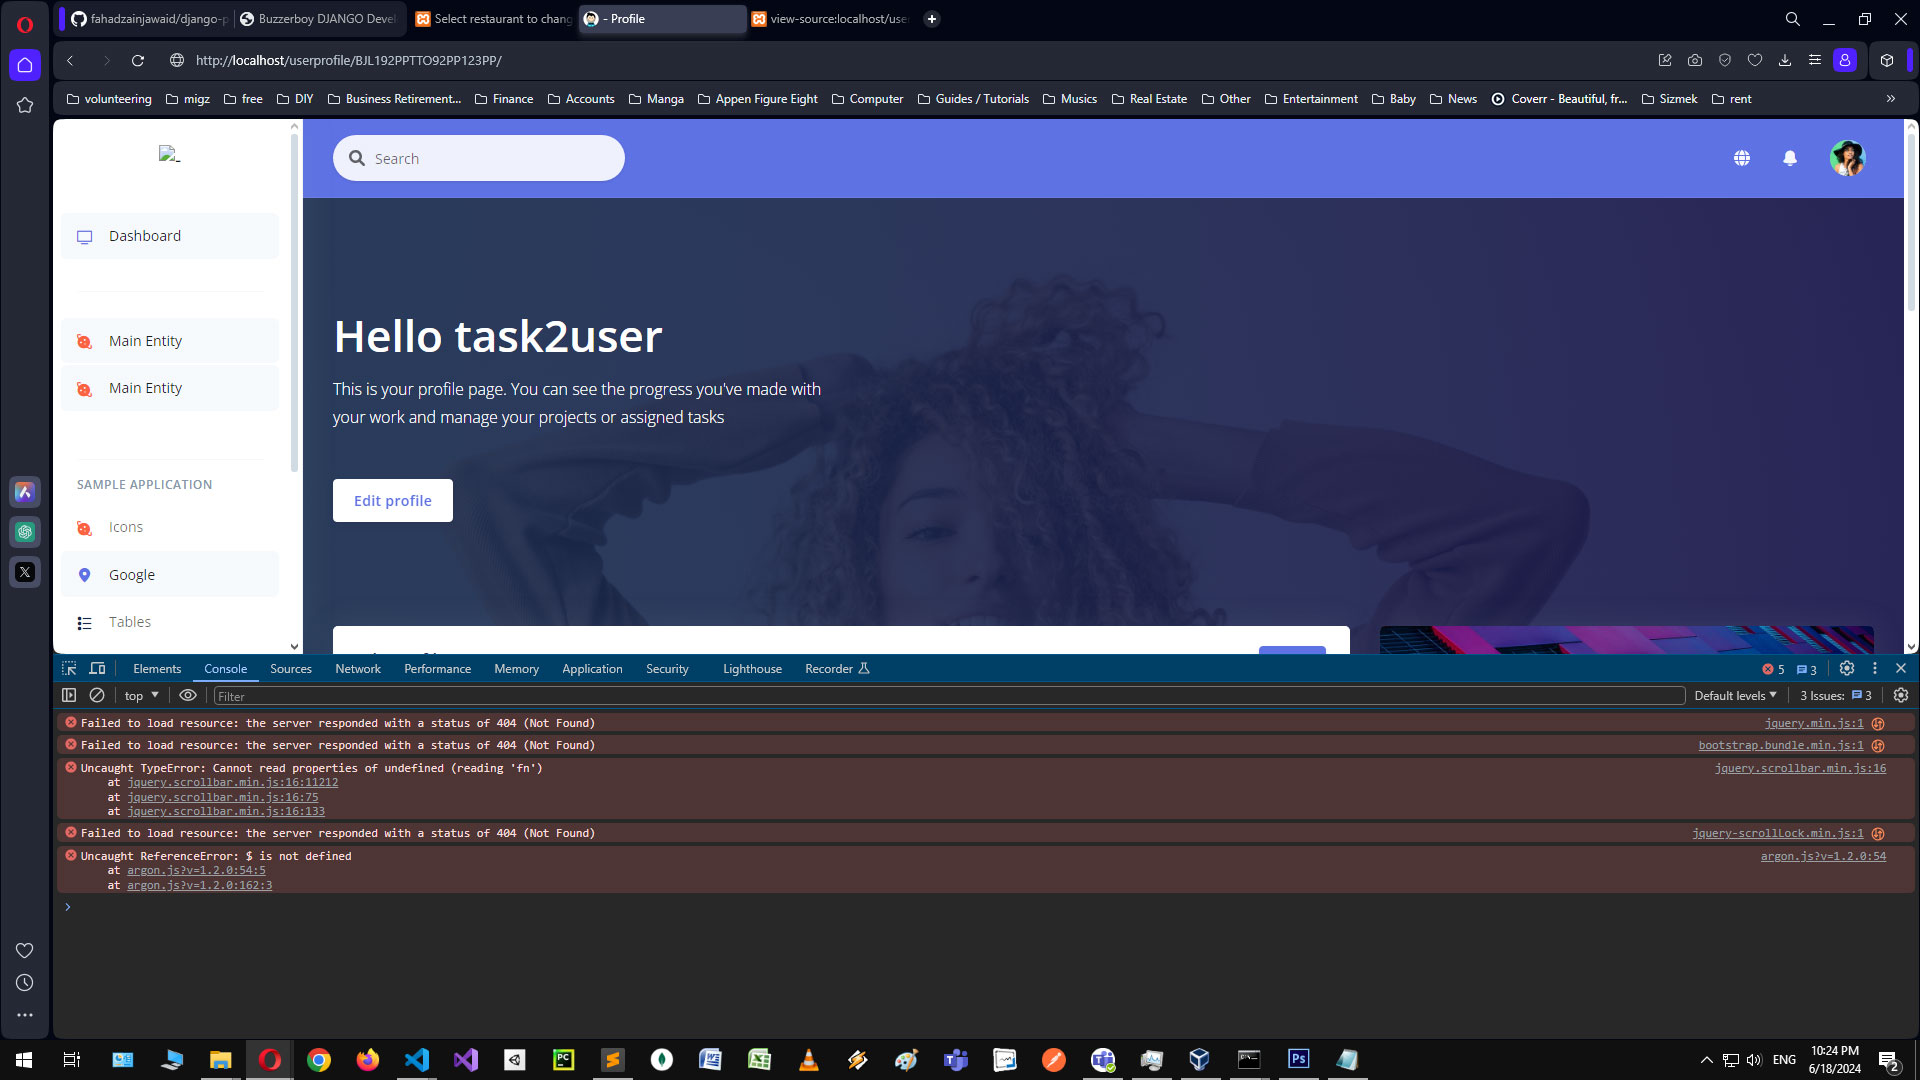 fahadzainjawaid/django-p
Buzzerboy DJANGO Devel
Select restaurant to chang
- Profile
view-source:localhost/use
http://localhost/userprofile/BJL192PPTTO92PP123PP/
volunteering
migz
free
DIY
Business Retirement...
Finance
Accounts
Manga
Appen Figure Eight
Computer
Guides / Tutorials
Musics
Real Estate
Other
Entertainment
Baby
News
Coverr - Beautiful, fr...
Sizmek
rent
»
Search
Dashboard
Main Entity
Main Entity
SAMPLE APPLICATION
Icons
Google
Tables
Hello task2user
This is your profile page. You can see the progress you've made with
your work and manage your projects or assigned tasks
Edit profile
Elements
Console
Sources
Network
Performance
Memory
Application
Security
Lighthouse
Recorder
5
3
top
Filter
Default levels
3 Issues:
3
Failed to load resource: the server responded with a status of 404 (Not Found)
jquery.min.js:1
Failed to load resource: the server responded with a status of 404 (Not Found)
bootstrap.bundle.min.js:1
Uncaught TypeError: Cannot read properties of undefined (reading 'fn')
jquery.scrollbar.min.js:16
at jquery.scrollbar.min.js:16:11212
at jquery.scrollbar.min.js:16:75
at jquery.scrollbar.min.js:16:133
Failed to load resource: the server responded with a status of 404 (Not Found)
jquery-scrollLock.min.js:1
Uncaught ReferenceError: $ is not defined
argon.js?v=1.2.0:54
at argon.js?v=1.2.0:54:5
at argon.js?v=1.2.0:162:3
ENG
10:24 PM
6/18/2024
2